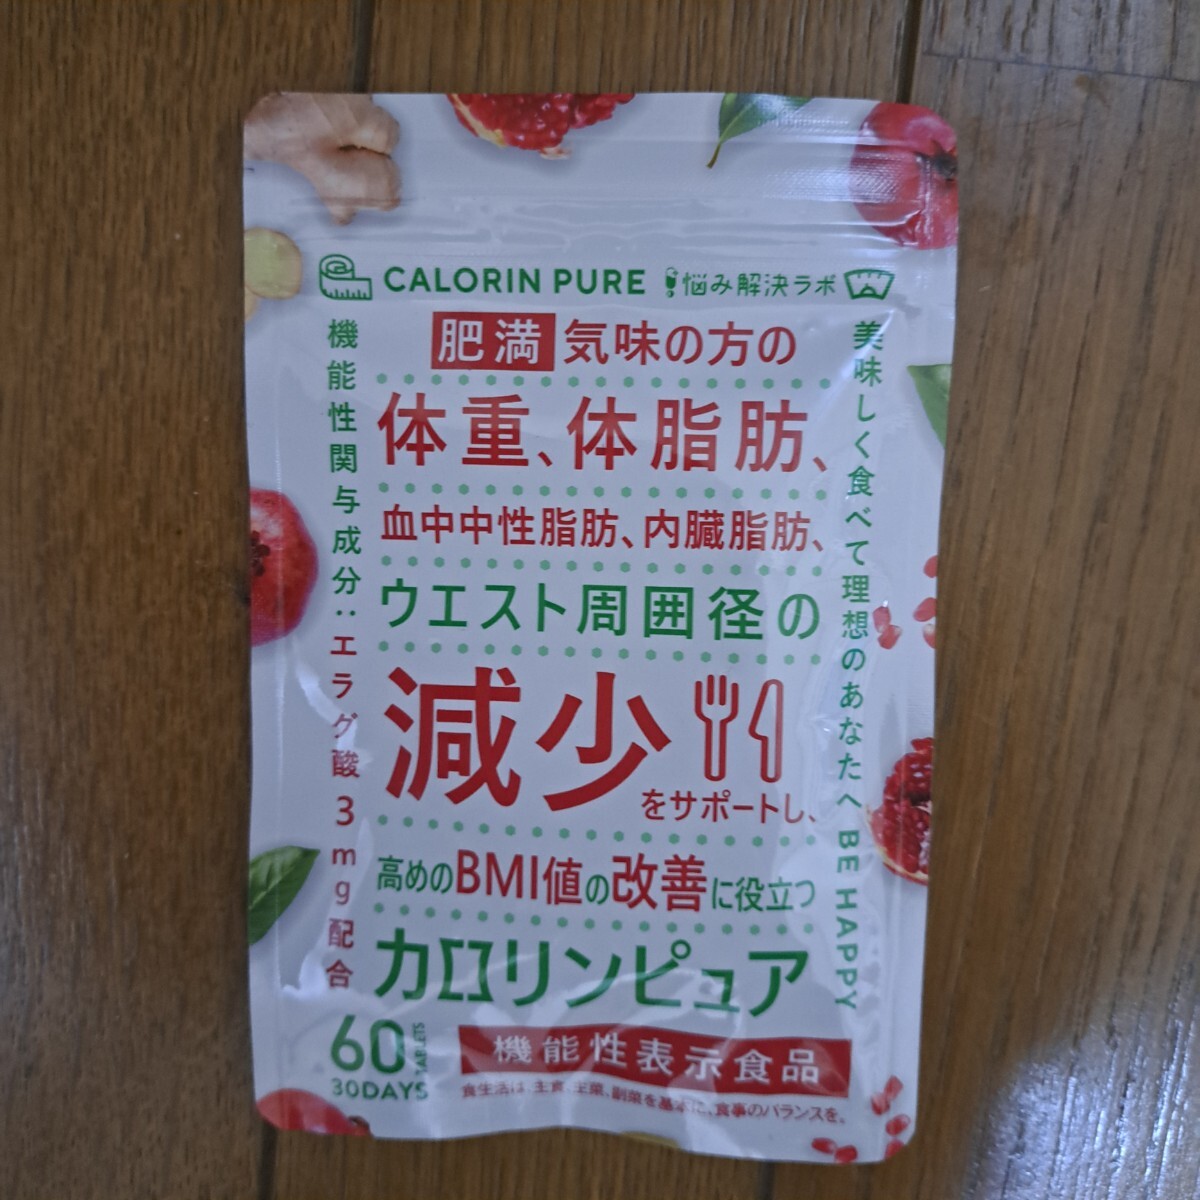 CALORIN PURE 悩み解決ラボ
機能性関与成分:エラグ酸3mg配合
美味しく食べて理想のあなたへ BE HAPPY
肥満気味の方の
体重、体脂肪、
血中中性脂肪、内臓脂肪、
ウエスト周囲径の
減少
をサポートし、
高めのBMI値の改善に役立つ
カロリンピュア
60 TABLETS
30DAYS
機能性表示食品
食生活は、主食、主菜、副菜を基本に、食事のバランスを。